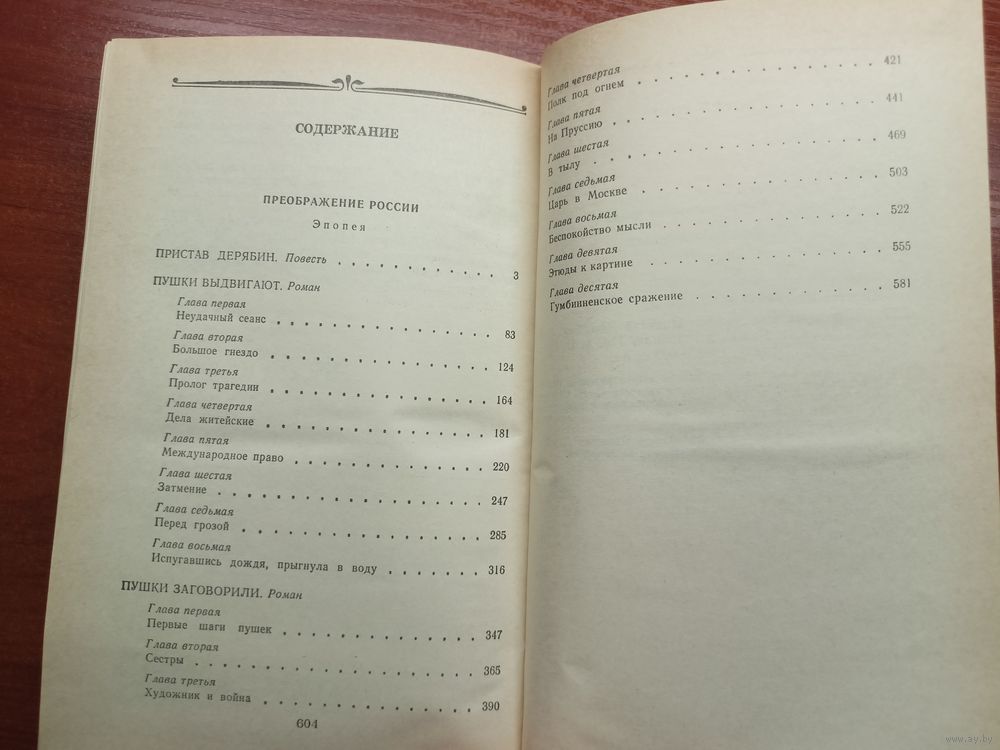 СОДЕРЖАНИЕ
ПРЕОБРАЖЕНИЕ РОССИИ
Эпопея
ПРИСТАВ ДЕРЯБИН. Повесть . . . . . . . . . . . . 3
ПУШКИ ВЫДВИГАЮТ. Роман
Глава первая
Неудачный сеанс . . . . . . . . . . . . . . . . 83
Глава вторая
Большое гнездо . . . . . . . . . . . . . . . . 124
Глава третья
Пролог трагедии . . . . . . . . . . . . . . . . 164
Глава четвертая
Дела житейские . . . . . . . . . . . . . . . . 181
Глава пятая
Международное право . . . . . . . . . . . . . . 220
Глава шестая
Затмение . . . . . . . . . . . . . . . . . . 247
Глава седьмая
Перед грозой . . . . . . . . . . . . . . . . . 285
Глава восьмая
Испугавшись дождя, прыгнула в воду . . . . . . . 316
ПУШКИ ЗАГОВОРИЛИ. Роман
Глава первая
Первые шаги пушек . . . . . . . . . . . . . . . 347
Глава вторая
Сестры . . . . . . . . . . . . . . . . . . . 365
Глава третья
Художник и война . . . . . . . . . . . . . . . 390
604
Глава четвертая
Полк под огнем . . . . . . . . . . . . . . . . 421
Глава пятая
На Пруссию . . . . . . . . . . . . . . . . . 441
Глава шестая
В тылу . . . . . . . . . . . . . . . . . . . 469
Глава седьмая
Царь в Москве . . . . . . . . . . . . . . . . 503
Глава восьмая
Беспокойство мысли . . . . . . . . . . . . . . 522
Глава девятая
Этюды к картине . . . . . . . . . . . . . . . 555
Глава десятая
Гумбинненское сражение . . . . . . . . . . . . 581
www.ay.by